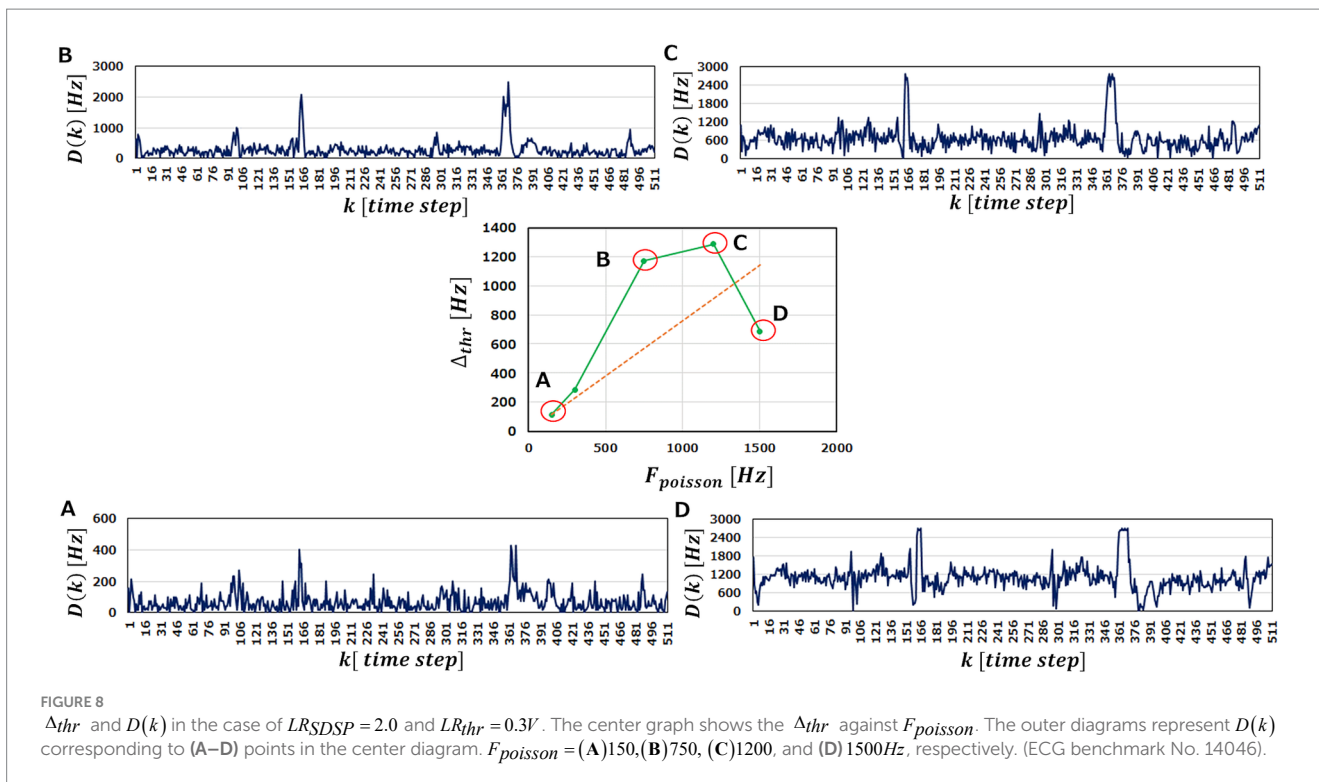 B
D(k) [Hz]
3000
2000
1000
0
1 16 31 46 61 76 91 106 121 136 151 166 181 196 211 226 241 256 271 286 301 316 331 346 361 376 391 406 421 436 451 466 481 496 511
k [time step]
C
D(k) [Hz]
3000
2400
1800
1200
600
0
1 16 31 46 61 76 91 106 121 136 151 166 181 196 211 226 241 256 271 286 301 316 331 346 361 376 391 406 421 436 451 466 481 496 511
k [time step]
Δthr [Hz]
1400
1200
1000
800
600
400
200
0
A
B
C
D
0 500 1000 1500 2000
Fpoisson [Hz]
A
D(k) [Hz]
600
400
200
0
1 16 31 46 61 76 91 106 121 136 151 166 181 196 211 226 241 256 271 286 301 316 331 346 361 376 391 406 421 436 451 466 481 496 511
k[ time step]
D
D(k) [Hz]
3000
2400
1800
1200
600
0
1 16 31 46 61 76 91 106 121 136 151 166 181 196 211 226 241 256 271 286 301 316 331 346 361 376 391 406 421 436 451 466 481 496 511
k [time step]
FIGURE 8
Δthr and D(k) in the case of LRSDSP = 2.0 and LRthr = 0.3V. The center graph shows the Δthr against Fpoisson. The outer diagrams represent D(k)
corresponding to (A–D) points in the center diagram. Fpoisson = (A)150,(B)750, (C)1200, and (D) 1500Hz, respectively. (ECG benchmark No. 14046).